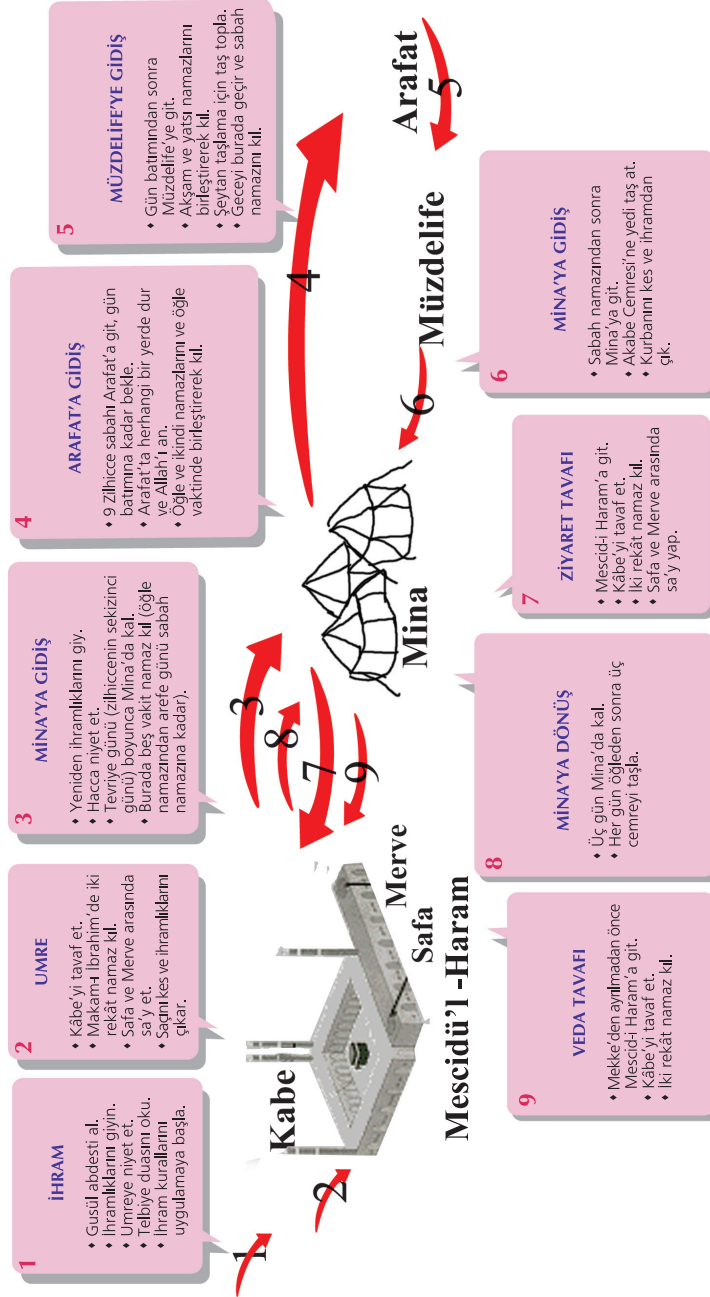 1
İHRAM
• Gusül abdesti al.
• İhramlıklarını giyin.
• Umreye niyet et.
• Telbiye duasını oku.
• İhram kurallarını
uygulamaya başla.
2
UMRE
• Kâbe'yi tavaf et.
• Makam-ı İbrahim'de iki
rekât namaz kıl.
• Safa ve Merve arasında
sa'y et.
• Saçını kes ve ihramlıklarını
çıkar.
3
MİNA'YA GİDİŞ
• Yeniden ihramlıklarını giy.
• Hacca niyet et.
• Tevriye günü (zilhiccenin sekizinci
günü) boyunca Mina'da kal.
• Burada beş vakit namaz kıl (öğle
namazından arefe günü sabah
namazına kadar).
4
ARAFAT'A GİDİŞ
• 9 Zilhicce sabahı Arafat'a git, gün
batımına kadar bekle.
• Arafat'ta herhangi bir yerde dur
ve Allah'ı an.
• Öğle ve ikindi namazlarını ve öğle
vaktinde birleştirerek kıl.
5
MÜZDELİFE'YE GİDİŞ
• Gün batımından sonra
Müzdelife'ye git.
• Akşam ve yatsı namazlarını
birleştirerek kıl.
• Şeytan taşlama için taş topla.
• Geceyi burada geçir ve sabah
namazını kıl.
1
2
Kabe
Merve
Safa
Mescidü'l -Haram
3
8
7
9
Mina
4
6
Müzdelife
Arafat
5
9
VEDA TAVAFI
• Mekke'den ayrılmadan önce
Mescid-i Haram'a git.
• Kâbe'yi tavaf et.
• İki rekât namaz kıl.
8
MİNA'YA DÖNÜŞ
• Üç gün Mina'da kal.
• Her gün öğleden sonra üç
cemreyi taşla.
7
ZİYARET TAVAFI
• Mescid-i Haram'a git.
• Kâbe'yi tavaf et.
• İki rekât namaz kıl.
• Safa ve Merve arasında
sa'y yap.
6
MİNA'YA GİDİŞ
• Sabah namazından sonra
Mina'ya git.
• Akabe Cemresi'ne yedi taş at.
• Kurbanını kes ve ihramdan
çık.